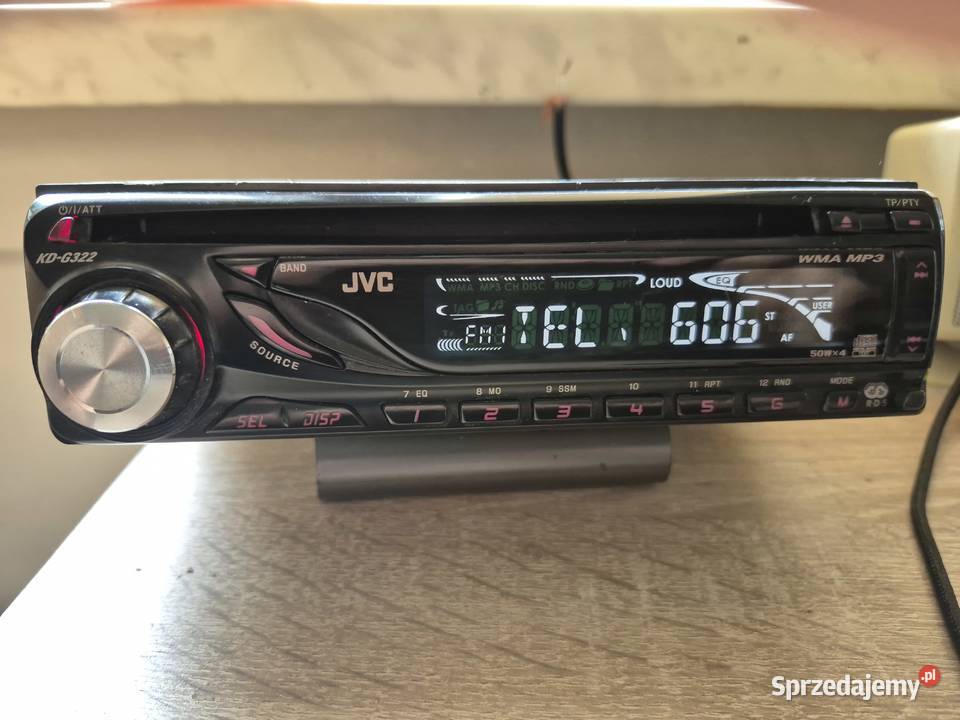 ⏻/I/ATT
TP/PTY
KD-G322
BAND
JVC
WMA MP3
WMA MP3 CH DISC RND RPT
LOUD
EQ
TAG
USER
Tp FM1 TEL. 606 ST
AF
SOURCE
50W×4
7 EQ 8 MO 9 SSM 10 11 RPT 12 RND MODE
SEL DISP 1 2 3 4 5 6 M RDS
Sprzedajemy.pl